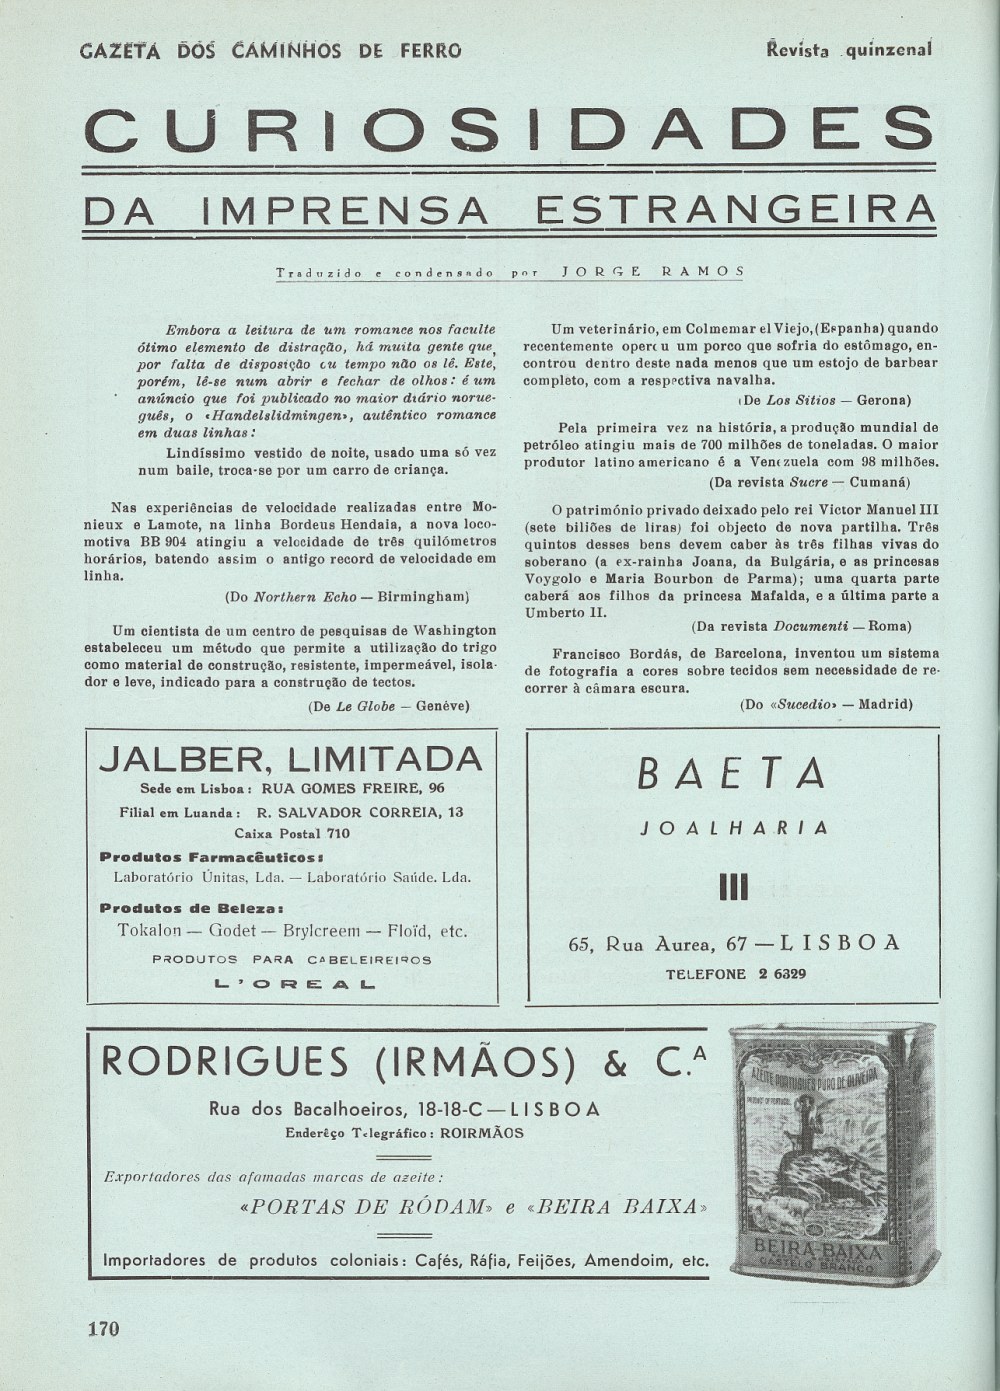 GAZETA DOS CAMINHOS DE FERRO
Revista quinzenal
CURIOSIDADES
DA IMPRENSA ESTRANGEIRA
Traduzido e condensado por JORGE RAMOS
Embora a leitura de um romance nos faculte
ótimo elemento de distração, há muita gente que,
por falta de disposição ou tempo não os lê. Este,
porém, lê-se num abrir e fechar de olhos: é um
anúncio que foi publicado no maior diário norue-
guês, o «Handelslidmingen», autêntico romance
em duas linhas:
Lindíssimo vestido de noite, usado uma só vez
num baile, troca-se por um carro de criança.
Nas experiências de velocidade realizadas entre Mo-
nieux e Lamote, na linha Bordeus Hendaia, a nova loco-
motiva BB 904 atingiu a velocidade de três quilómetros
horários, batendo assim o antigo record de velocidade em
linha.
(Do Northern Echo — Birmingham)
Um cientista de um centro de pesquisas de Washington
estabeleceu um método que permite a utilização do trigo
como material de construção, resistente, impermeável, isola-
dor e leve, indicado para a construção de tectos.
(De Le Globe — Genéve)
Um veterinário, em Colmemar el Viejo, (Espanha) quando
recentemente operou um porco que sofria do estômago, en-
controu dentro deste nada menos que um estojo de barbear
completo, com a respectiva navalha.
(De Los Sitios — Gerona)
Pela primeira vez na história, a produção mundial de
petróleo atingiu mais de 700 milhões de toneladas. O maior
produtor latino americano é a Venezuela com 98 milhões.
(Da revista Sucre — Cumaná)
O património privado deixado pelo rei Victor Manuel III
(sete biliões de liras) foi objecto de nova partilha. Três
quintos desses bens devem caber às três filhas vivas do
soberano (a ex-rainha Joana, da Bulgária, e as princesas
Voygolo e Maria Bourbon de Parma); uma quarta parte
caberá aos filhos da princesa Mafalda, e a última parte a
Umberto II.
(Da revista Documenti — Roma)
Francisco Bordás, de Barcelona, inventou um sistema
de fotografia a cores sobre tecidos sem necessidade de re-
correr à câmara escura.
(Do «Sucedio» — Madrid)
JALBER, LIMITADA
Sede em Lisboa: RUA GOMES FREIRE, 96
Filial em Luanda: R. SALVADOR CORREIA, 13
Caixa Postal 710
Produtos Farmacêuticos:
Laboratório Únitas, Lda. — Laboratório Saúde. Lda.
Produtos de Beleza:
Tokalon — Godet — Brylcreem — Floïd, etc.
PRODUTOS PARA CABELEIREIROS
L'OREAL
BAETA
JOALHARIA
65, Rua Aurea, 67 — LISBOA
TELEFONE 2 6329
RODRIGUES (IRMÃOS) & C.ª
Rua dos Bacalhoeiros, 18-18-C — LISBOA
Enderêço Telegráfico: ROIRMÃOS
Exportadores das afamadas marcas de azeite:
«PORTAS DE RÓDAM» e «BEIRA BAIXA»
Importadores de produtos coloniais: Cafés, Ráfia, Feijões, Amendoim, etc.
AZEITE PORTUGUÊS PURO DE OLIVEIRA
PRODUCT OF PORTUGAL
BEIRA-BAIXA
CASTELO BRANCO
170